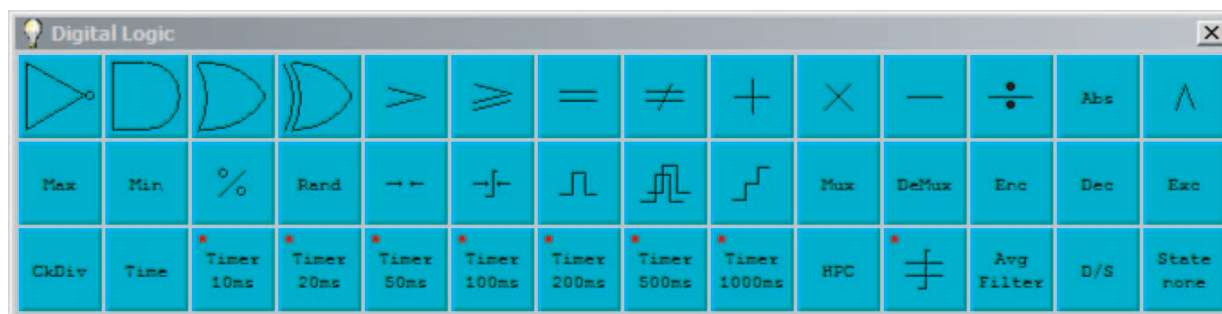 Digital Logic
Abs
Max
Min
%
Rand
Mux
DeMux
Enc
Dec
Exc
CkDiv
Time
Timer
10ms
Timer
20ms
Timer
50ms
Timer
100ms
Timer
200ms
Timer
500ms
Timer
1000ms
HPC
Avg
Filter
D/S
State
none